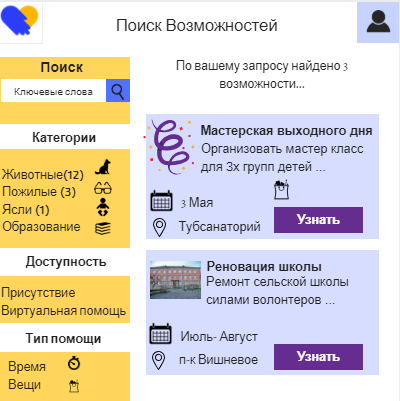 Поиск Возможностей
Поиск
Ключевые слова
Категории
Животные(12)
Пожилые (3)
Ясли (1)
Образование
Доступность
Присутствие
Виртуальная помощь
Тип помощи
Время
Вещи
По вашему запросу найдено 3
возможности...
Мастерская выходного дня
Организовать мастер класс
для 3х групп детей ...
3 Мая
Тубсанаторий
Узнать
Реновация школы
Ремонт сельской школы
силами волонтеров ...
Июль- Август
п-к Вишневое
Узнать